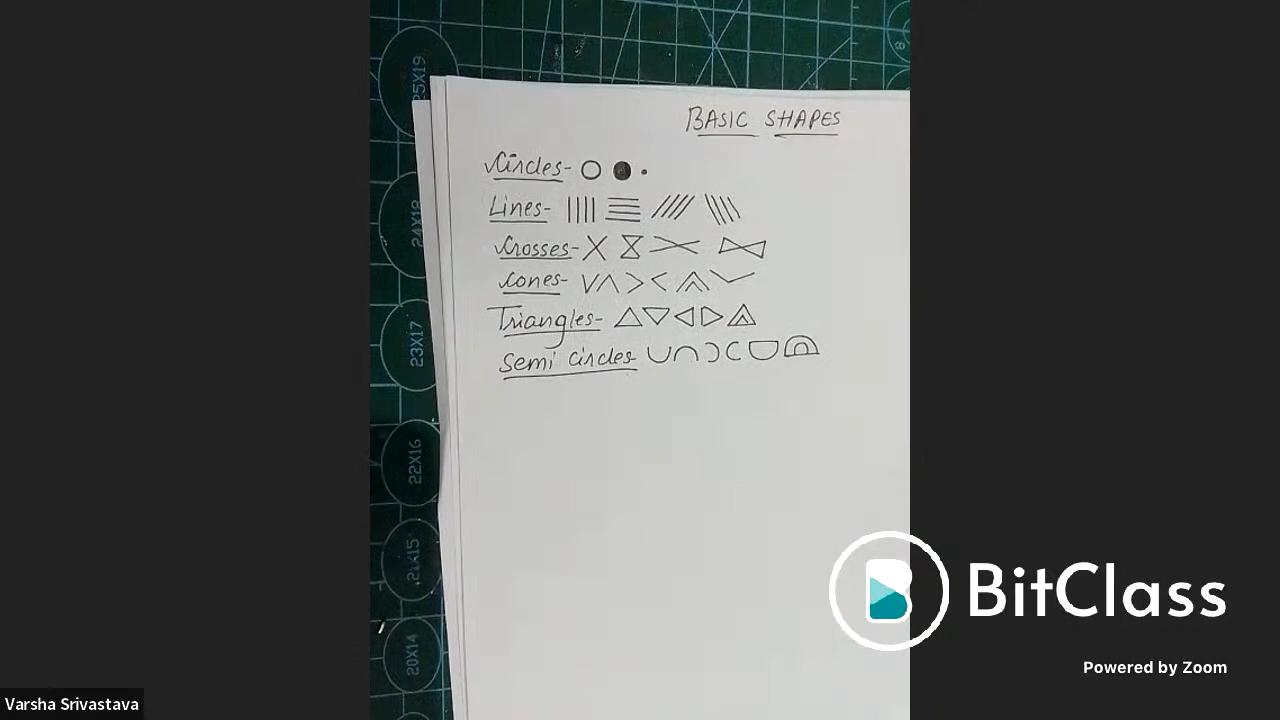 25X19
8
BASIC SHAPES
Circles-
24X18
Lines-
Crosses-
Cones-
23X17
Triangles-
Semi Circles-
22X16
21X15
20X14
BitClass
Powered by Zoom
Varsha Srivastava